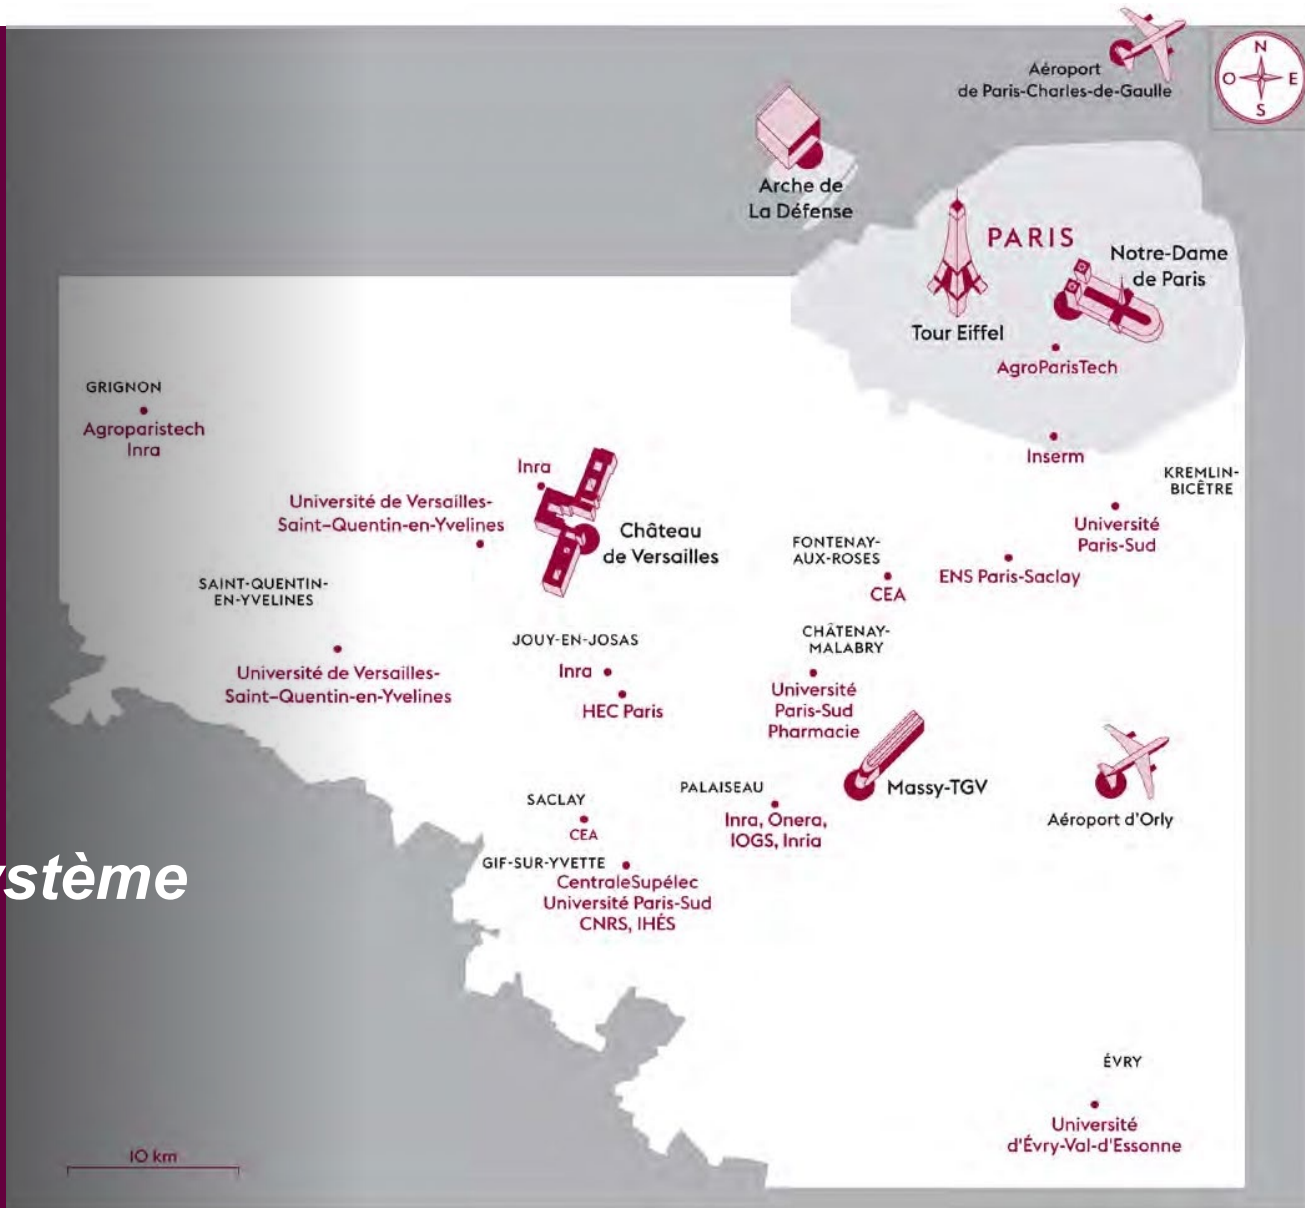 Aéroport
de Paris-Charles-de-Gaulle
N
O
E
S
Arche de
La Défense
PARIS
Notre-Dame
de Paris
Tour Eiffel
AgroParisTech
GRIGNON
Agroparistech
Inra
Inserm
KREMLIN-
BICÊTRE
Inra
Université de Versailles-
Saint-Quentin-en-Yvelines
Château
de Versailles
Université
Paris-Sud
FONTENAY-
AUX-ROSES
ENS Paris-Saclay
CEA
SAINT-QUENTIN-
EN-YVELINES
JOUY-EN-JOSAS
CHÂTENAY-
MALABRY
Université de Versailles-
Saint-Quentin-en-Yvelines
Inra
HEC Paris
Université
Paris-Sud
Pharmacie
Massy-TGV
SACLAY
CEA
PALAISEAU
Inra, Onera,
IOGS, Inria
Aéroport d'Orly
GIF-SUR-YVETTE
CentraleSupélec
Université Paris-Sud
CNRS, IHÉS
ystème
ÉVRY
Université
d'Évry-Val-d'Essonne
10 km